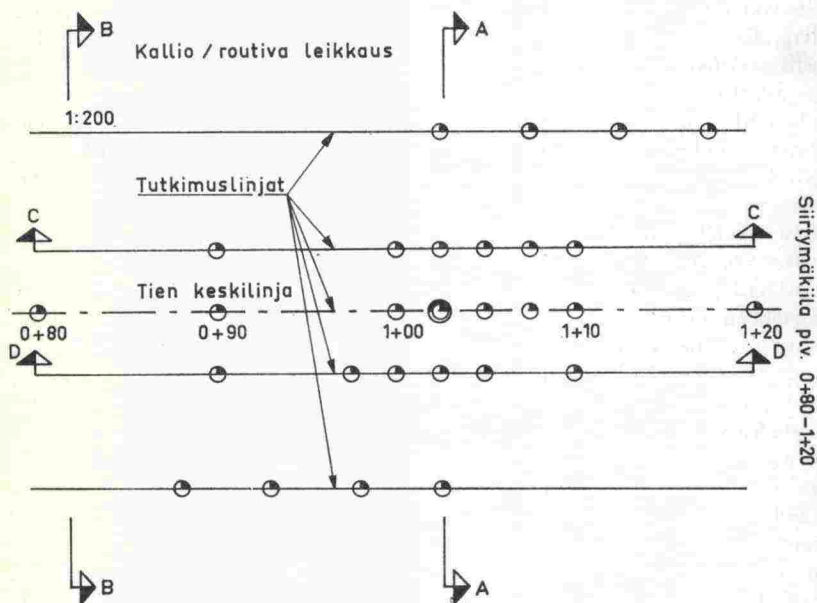 B
A
Kallio / routiva leikkaus
1:200
Tutkimuslinjat
C
C
Tien keskilinja
0+80
0+90
1+00
1+10
1+20
D
D
B
A
Siirtymäkiila plv. 0+80-1+20